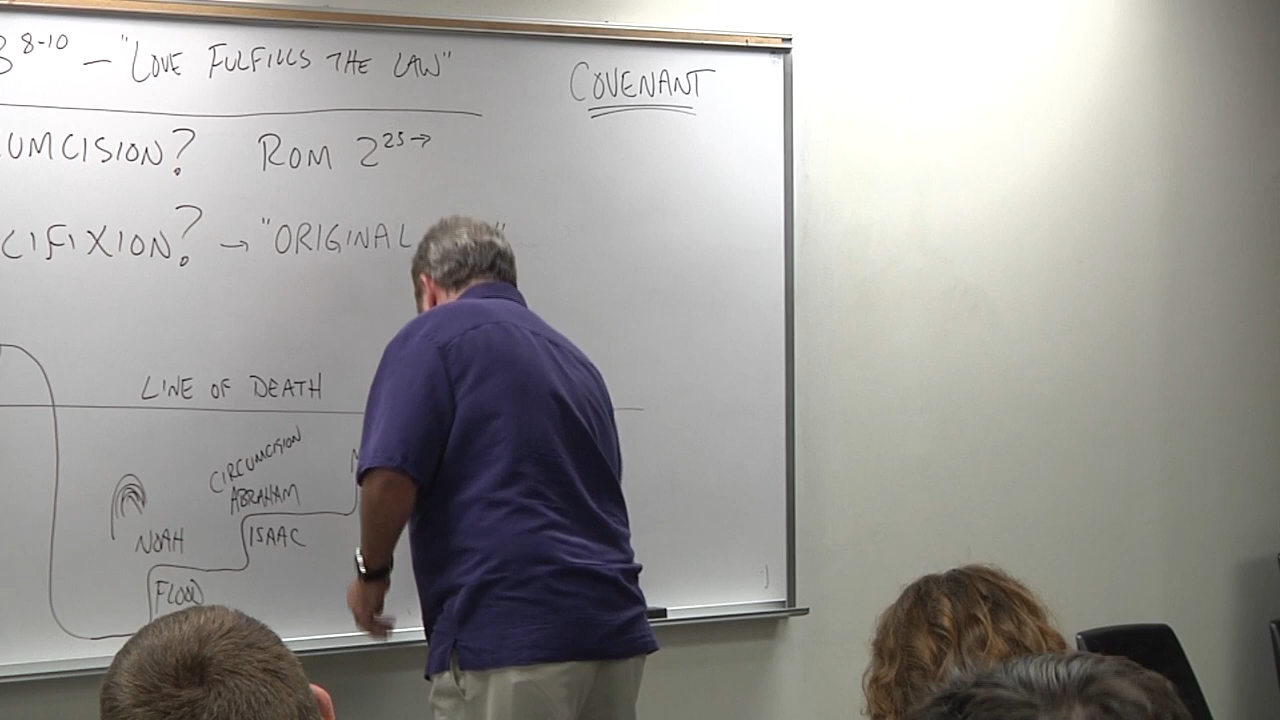 8-10 — "LOVE FULFILLS THE LAW"
COVENANT
UMCISION? ROM 2 25→
CIFIXION? → "ORIGINAL
LINE OF DEATH
CIRCUMCISION
ABRAHAM
NOAH
ISAAC
FLOOD